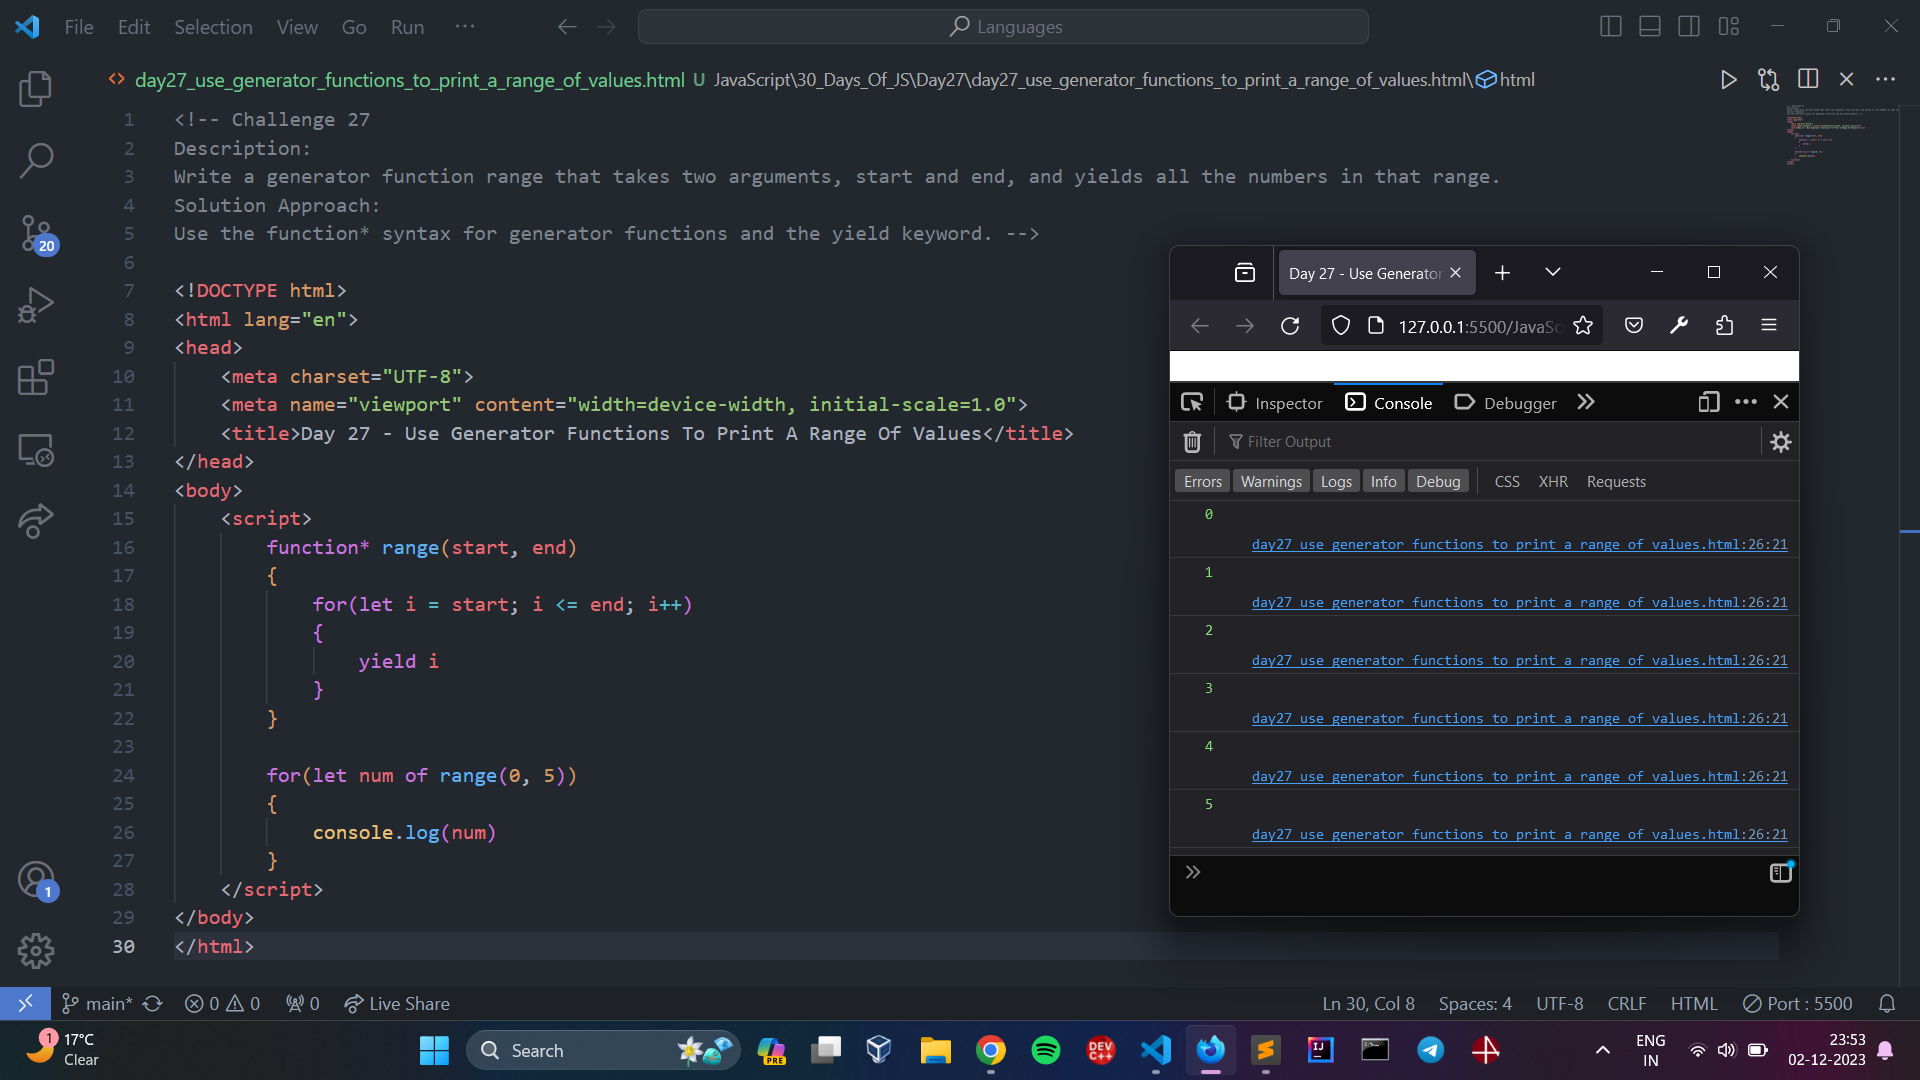 File Edit Selection View Go Run ··· Languages
day27_use_generator_functions_to_print_a_range_of_values.html U JavaScript\30_Days_Of_JS\Day27\day27_use_generator_functions_to_print_a_range_of_values.html\html
1 <!-- Challenge 27
2 Description:
3 Write a generator function range that takes two arguments, start and end, and yields all the numbers in that range.
4 Solution Approach:
5 Use the function* syntax for generator functions and the yield keyword. -->
6
7 <!DOCTYPE html>
8 <html lang="en">
9 <head>
10 <meta charset="UTF-8">
11 <meta name="viewport" content="width=device-width, initial-scale=1.0">
12 <title>Day 27 - Use Generator Functions To Print A Range Of Values</title>
13 </head>
14 <body>
15 <script>
16 function* range(start, end)
17 {
18 for(let i = start; i <= end; i++)
19 {
20 yield i
21 }
22 }
23
24 for(let num of range(0, 5))
25 {
26 console.log(num)
27 }
28 </script>
29 </body>
30 </html>
20
1
Day 27 - Use Generator
127.0.0.1:5500/JavaSc
Inspector Console Debugger
Filter Output
Errors Warnings Logs Info Debug CSS XHR Requests
0
day27_use_generator_functions_to_print_a_range_of_values.html:26:21
1
day27_use_generator_functions_to_print_a_range_of_values.html:26:21
2
day27_use_generator_functions_to_print_a_range_of_values.html:26:21
3
day27_use_generator_functions_to_print_a_range_of_values.html:26:21
4
day27_use_generator_functions_to_print_a_range_of_values.html:26:21
5
day27_use_generator_functions_to_print_a_range_of_values.html:26:21
main* 0 0 0 Live Share Ln 30, Col 8 Spaces: 4 UTF-8 CRLF HTML Port : 5500
1 17°C
Clear
Search
PRE
DEV
C++
IJ
ENG
IN
23:53
02-12-2023